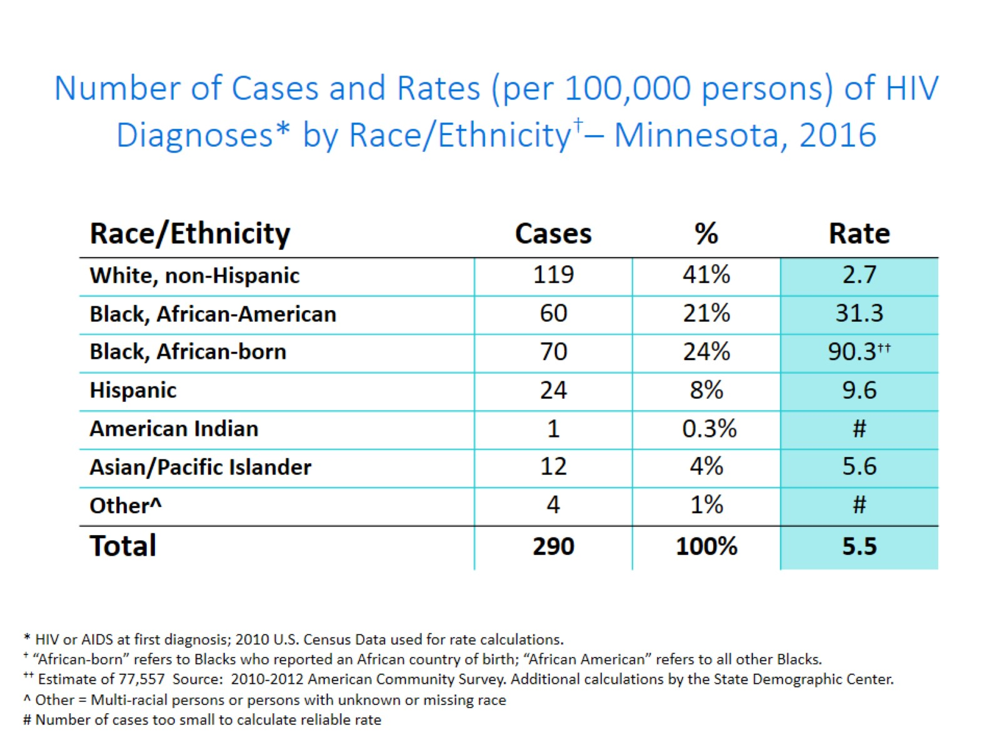 Number of Cases and Rates (per 100,000 persons) of HIV
Diagnoses* by Race/Ethnicity†– Minnesota, 2016
Race/Ethnicity Cases % Rate
White, non-Hispanic 119 41% 2.7
Black, African-American 60 21% 31.3
Black, African-born 70 24% 90.3††
Hispanic 24 8% 9.6
American Indian 1 0.3% #
Asian/Pacific Islander 12 4% 5.6
Other^ 4 1% #
Total 290 100% 5.5
* HIV or AIDS at first diagnosis; 2010 U.S. Census Data used for rate calculations.
† “African-born” refers to Blacks who reported an African country of birth; “African American” refers to all other Blacks.
†† Estimate of 77,557 Source: 2010-2012 American Community Survey. Additional calculations by the State Demographic Center.
^ Other = Multi-racial persons or persons with unknown or missing race
# Number of cases too small to calculate reliable rate